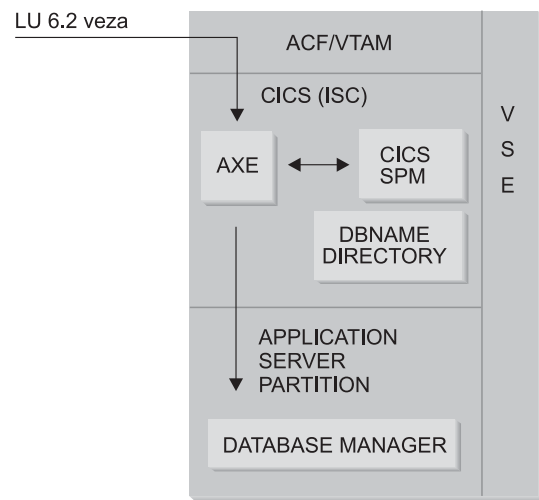 LU 6.2 veza
ACF/VTAM
CICS (ISC)
AXE
CICS
SPM
DBNAME
DIRECTORY
APPLICATION
SERVER
PARTITION
DATABASE MANAGER
V
S
E